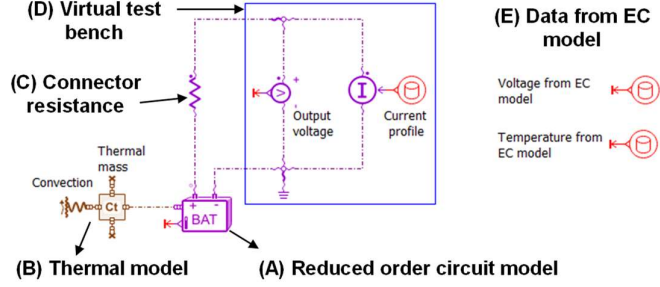 (D) Virtual test
bench
(E) Data from EC
model
(C) Connector
resistance
Voltage from EC
model
Output
voltage
Current
profile
Temperature from
EC model
Thermal
mass
Convection
Ct
+ -
BAT
(B) Thermal model
(A) Reduced order circuit model